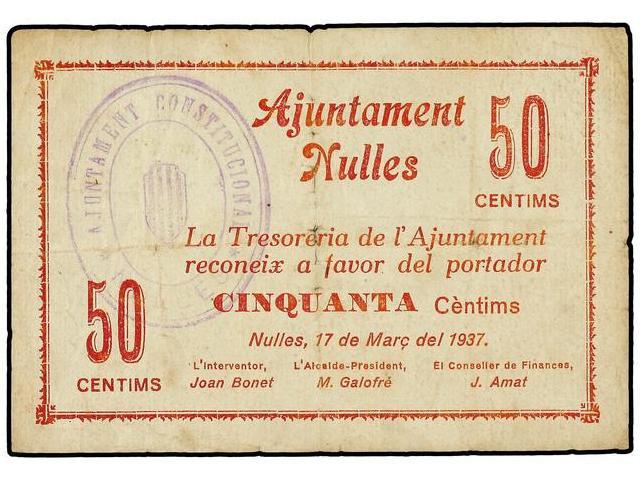 AJUNTAMENT CONSTITUCIONAL
Ajuntament
Nulles
50
CENTIMS
La Tresorería de l'Ajuntament
reconeix a favor del portador
CINQUANTA Cèntims
50
CENTIMS
Nulles, 17 de Març del 1937.
L'Interventor, L'Alcalde-President, El Conseller de Finances,
Joan Bonet M. Galofré J. Amat